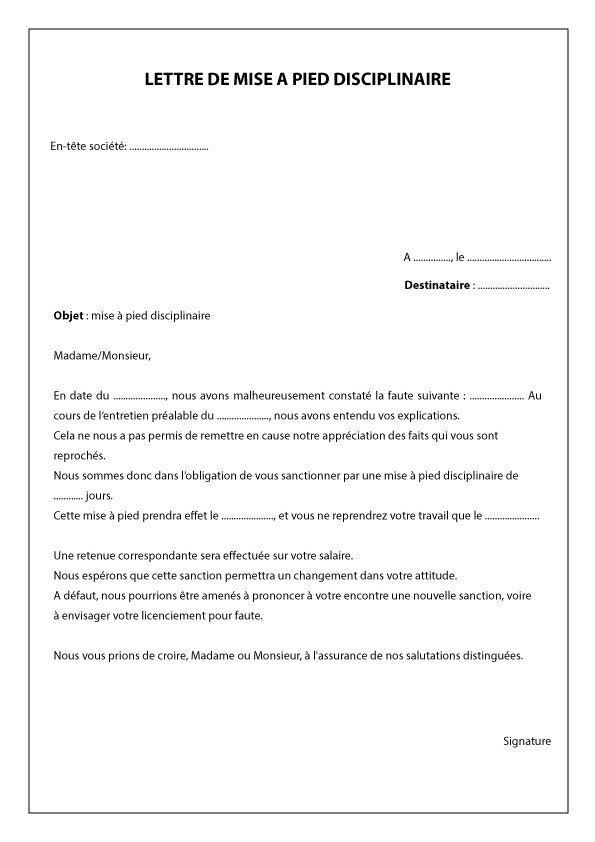 LETTRE DE MISE A PIED DISCIPLINAIRE
En-tête société: ................................
A ..............., le ..................................
Destinataire : .............................
Objet : mise à pied disciplinaire
Madame/Monsieur,
En date du ....................., nous avons malheureusement constaté la faute suivante : ...................... Au
cours de l’entretien préalable du ....................., nous avons entendu vos explications.
Cela ne nous a pas permis de remettre en cause notre appréciation des faits qui vous sont
reprochés.
Nous sommes donc dans l’obligation de vous sanctionner par une mise à pied disciplinaire de
............ jours.
Cette mise à pied prendra effet le ....................., et vous ne reprendrez votre travail que le ......................
Une retenue correspondante sera effectuée sur votre salaire.
Nous espérons que cette sanction permettra un changement dans votre attitude.
A défaut, nous pourrions être amenés à prononcer à votre encontre une nouvelle sanction, voire
à envisager votre licenciement pour faute.
Nous vous prions de croire, Madame ou Monsieur, à l'assurance de nos salutations distinguées.
Signature